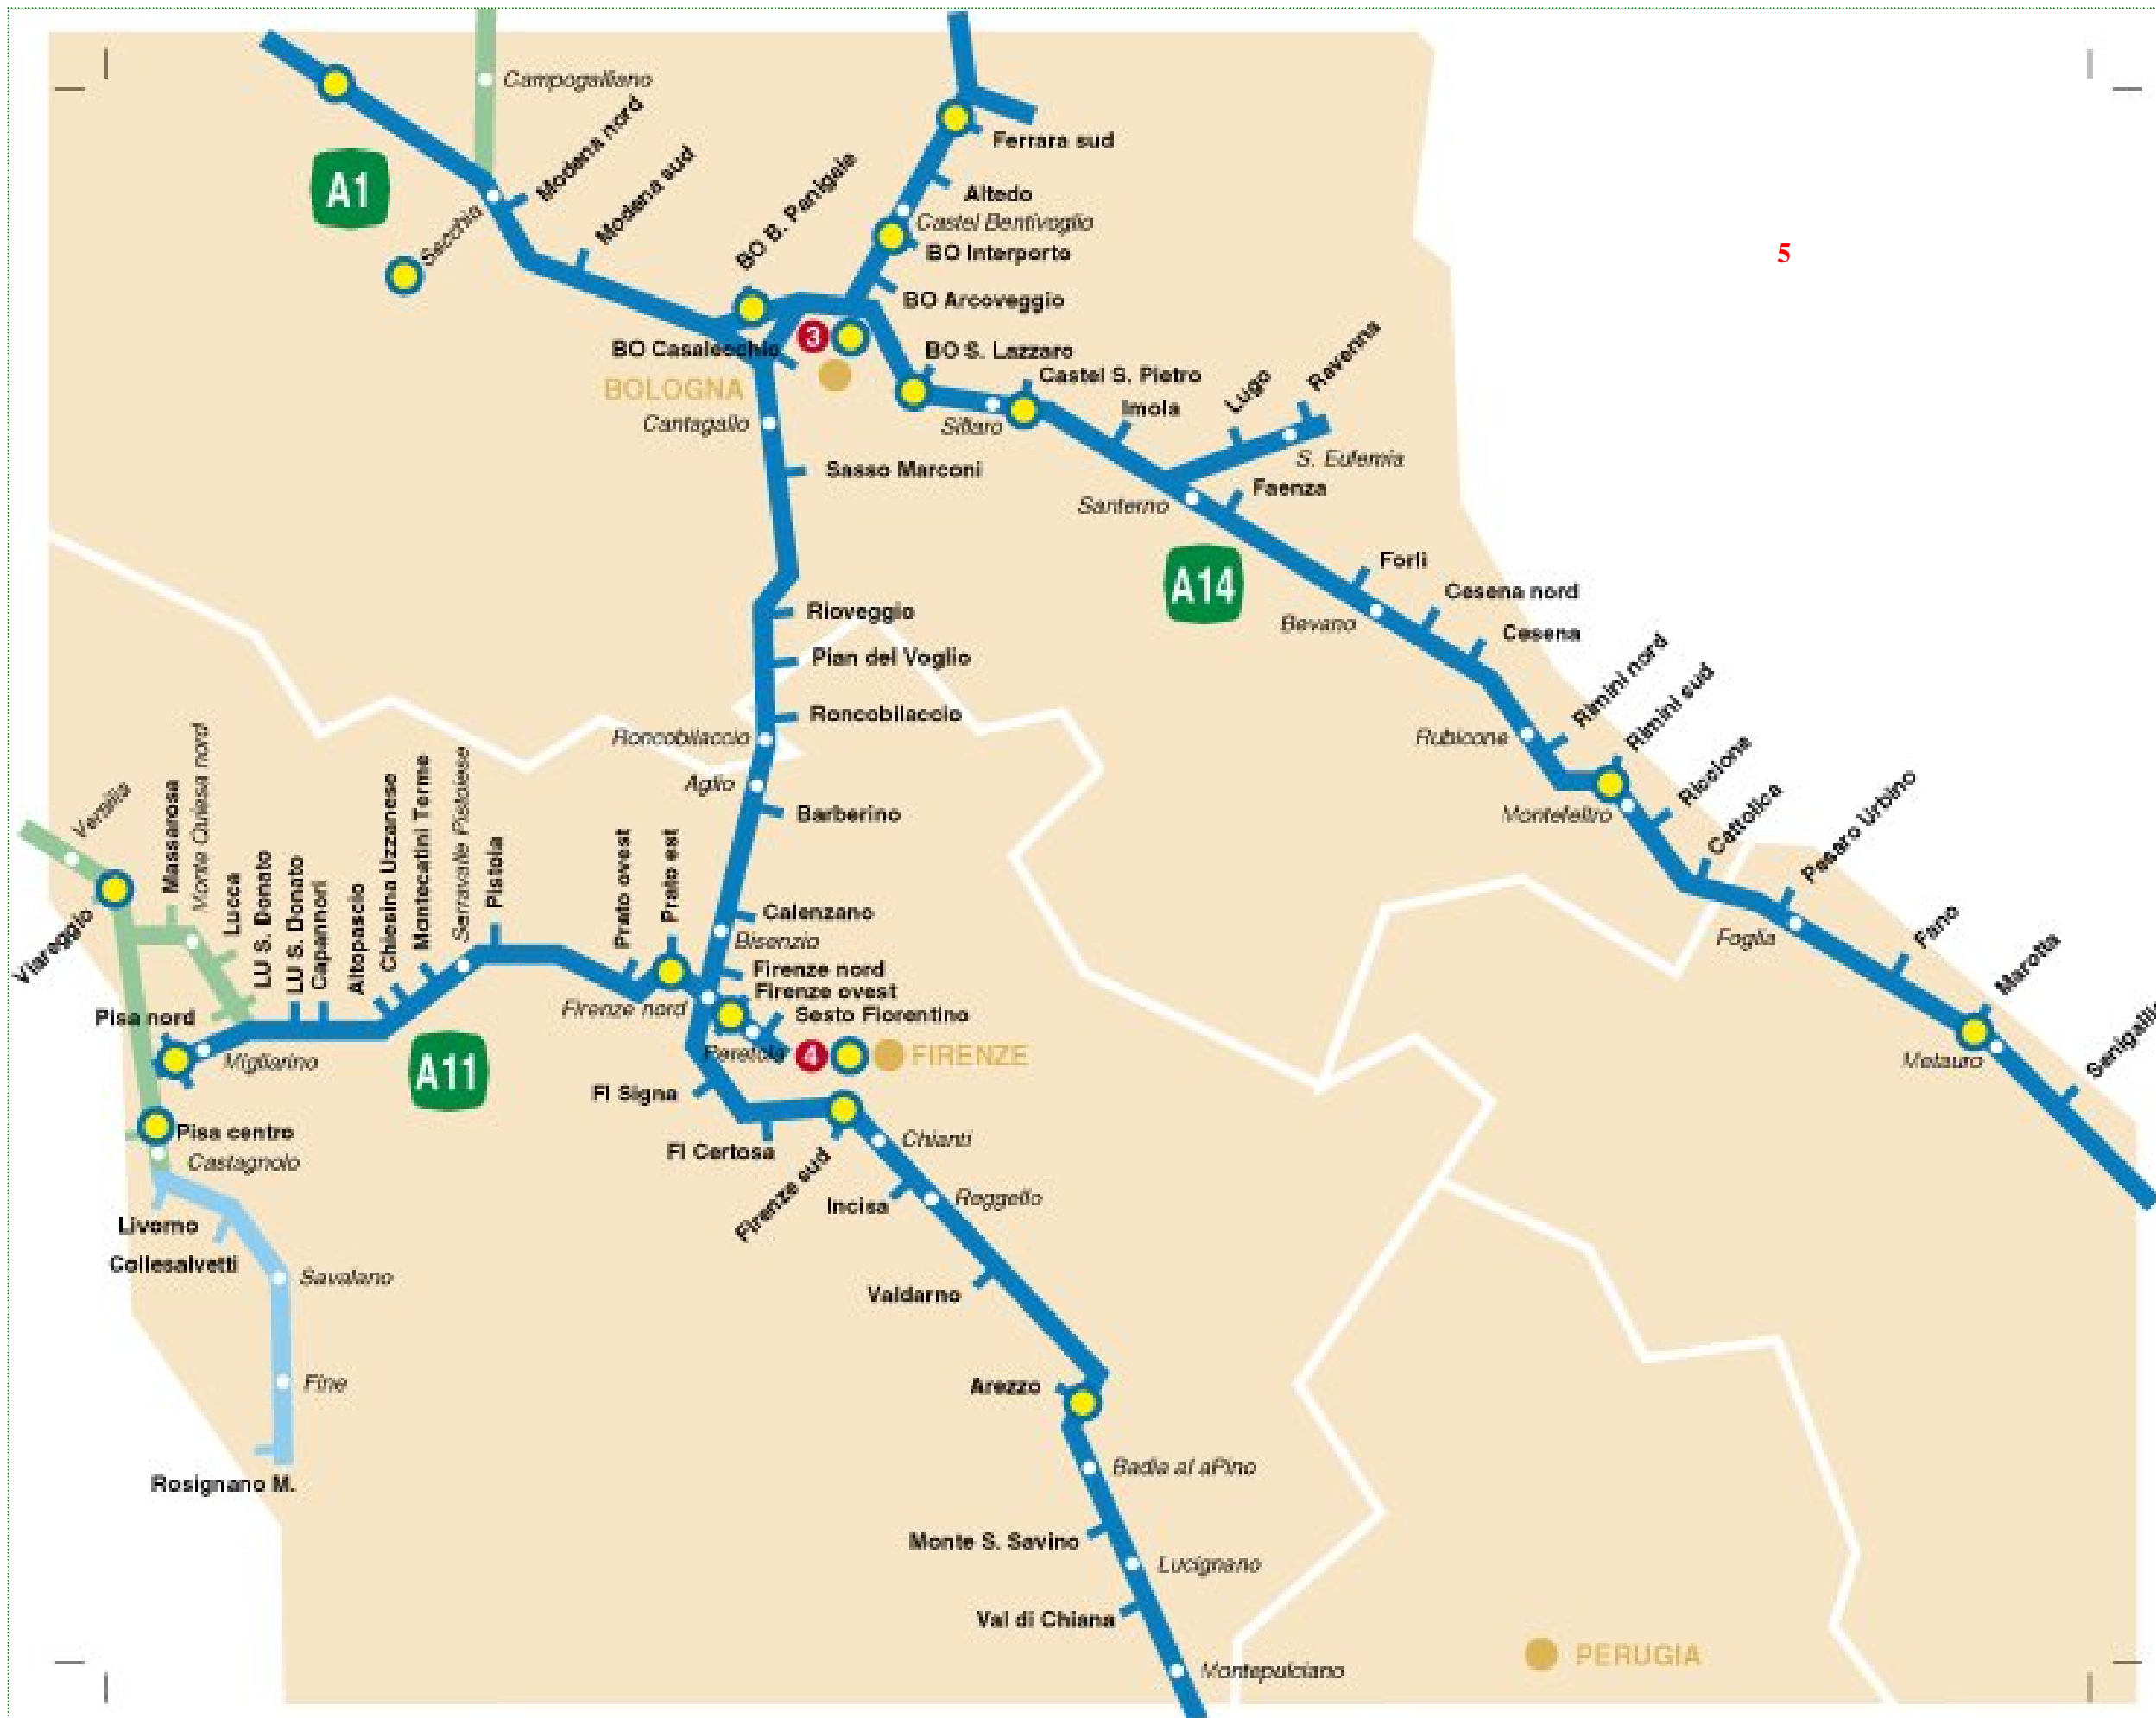 Campogalliano
Modena nord
Ferrara sud
A1
Modena sud
BO B. Panigale
Altedo
Castel Bentivoglio
Secchia
BO Interporto
5
BO Arcoveggio
3
BO Casalecchio
BO S. Lazzaro
Ravenna
BOLOGNA
Castel S. Pietro
Lugo
Imola
Cantagallo
Sillaro
S. Eufemia
Sasso Marconi
Faenza
Santerno
Forli
A14
Cesena nord
Rioveggio
Bevano
Cesena
Pian del Voglio
Rimini nord
Roncobilaccio
Rimini sud
Roncobilaccio
Rubicone
Aglio
Riccione
Barberino
Montefeltro
Cattolica
Pesaro Urbino
Versilia
Massarosa
Monte Quiesa nord
Lucca
LU S. Donato
LU S. Donato
Capannori
Altopascio
Chiesina Uzzanese
Montecatini Terme
Serravalle Pistoiese
Pistoia
Prato ovest
Prato est
Calenzano
Bisenzio
Foglia
Fano
Viareggio
Firenze nord
Firenze ovest
Marotta
Firenze nord
Pisa nord
Sesto Fiorentino
Migliarino
Peretola
4
FIRENZE
Metauro
Senigallia
A11
FI Signa
Pisa centro
Chianti
FI Certosa
Castagnolo
Firenze sud
Incisa
Reggello
Livorno
Collesalvetti
Savalano
Valdarno
Fine
Arezzo
Rosignano M.
Badia al aPino
Monte S. Savino
Lucignano
Val di Chiana
PERUGIA
Montepulciano